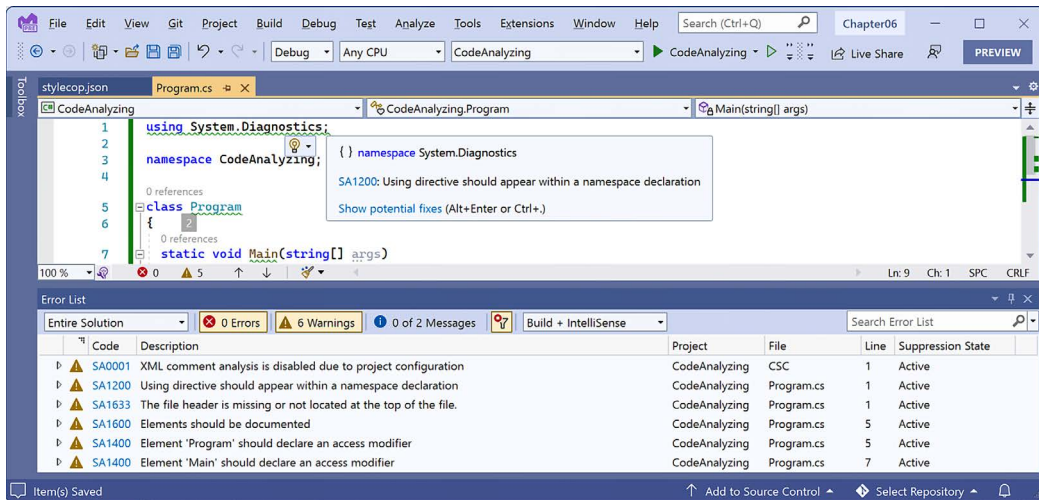 File Edit View Git Project Build Debug Test Analyze Tools Extensions Window Help Search (Ctrl+Q) Chapter06
Debug Any CPU CodeAnalyzing CodeAnalyzing Live Share PREVIEW
Toolbox
stylecop.json Program.cs
CodeAnalyzing CodeAnalyzing.Program Main(string[] args)
1 using System.Diagnostics;
2
3 namespace CodeAnalyzing;
4
{ } namespace System.Diagnostics
SA1200: Using directive should appear within a namespace declaration
Show potential fixes (Alt+Enter or Ctrl+.)
0 references
5 class Program
6 { 2
0 references
7 static void Main(string[] args)
100 % 0 5 Ln: 9 Ch: 1 SPC CRLF
Error List
Entire Solution 0 Errors 6 Warnings 0 of 2 Messages Build + IntelliSense Search Error List
Code Description Project File Line Suppression State
SA0001 XML comment analysis is disabled due to project configuration CodeAnalyzing CSC 1 Active
SA1200 Using directive should appear within a namespace declaration CodeAnalyzing Program.cs 1 Active
SA1633 The file header is missing or not located at the top of the file. CodeAnalyzing Program.cs 1 Active
SA1600 Elements should be documented CodeAnalyzing Program.cs 5 Active
SA1400 Element 'Program' should declare an access modifier CodeAnalyzing Program.cs 5 Active
SA1400 Element 'Main' should declare an access modifier CodeAnalyzing Program.cs 7 Active
Item(s) Saved Add to Source Control Select Repository